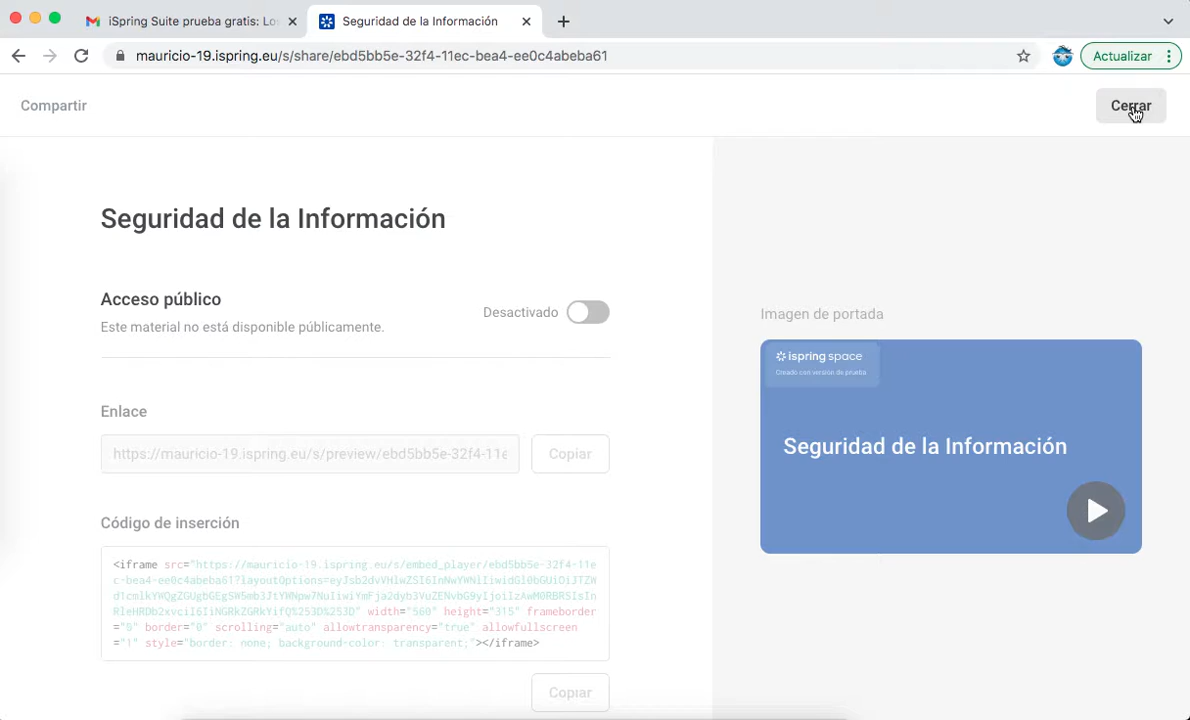 iSpring Suite prueba gratis: Lo
Seguridad de la Información
mauricio-19.ispring.eu/s/share/ebd5bb5e-32f4-11ec-bea4-ee0c4abeba61
Actualizar
Compartir
Cerrar
Seguridad de la Información
Acceso público
Desactivado
Este material no está disponible públicamente.
Enlace
https://mauricio-19.ispring.eu/s/preview/ebd5bb5e-32f4-11e
Copiar
Código de inserción
<iframe src="https://mauricio-19.ispring.eu/s/embed_player/ebd5bb5e-32f4-11e
c-bea4-ee0c4abeba61?layoutOptions=
width="560" height="315" frameborder
="0" border="0" scrolling="auto" allowtransparency="true" allowfullscreen
="1" style="border: none; background-color: transparent;"></iframe>
Copiar
Imagen de portada
ispring space
Creado con versión de prueba
Seguridad de la Información